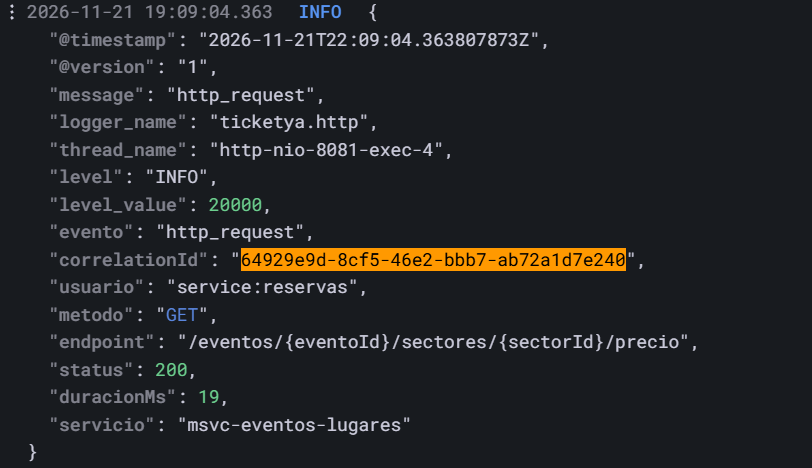 2026-11-21 19:09:04.363 INFO {
"@timestamp": "2026-11-21T22:09:04.363807873Z",
"@version": "1",
"message": "http_request",
"logger_name": "ticketya.http",
"thread_name": "http-nio-8081-exec-4",
"level": "INFO",
"level_value": 20000,
"evento": "http_request",
"correlationId": "64929e9d-8cf5-46e2-bbb7-ab72a1d7e240",
"usuario": "service:reservas",
"metodo": "GET",
"endpoint": "/eventos/{eventoId}/sectores/{sectorId}/precio",
"status": 200,
"duracionMs": 19,
"servicio": "msvc-eventos-lugares"
}